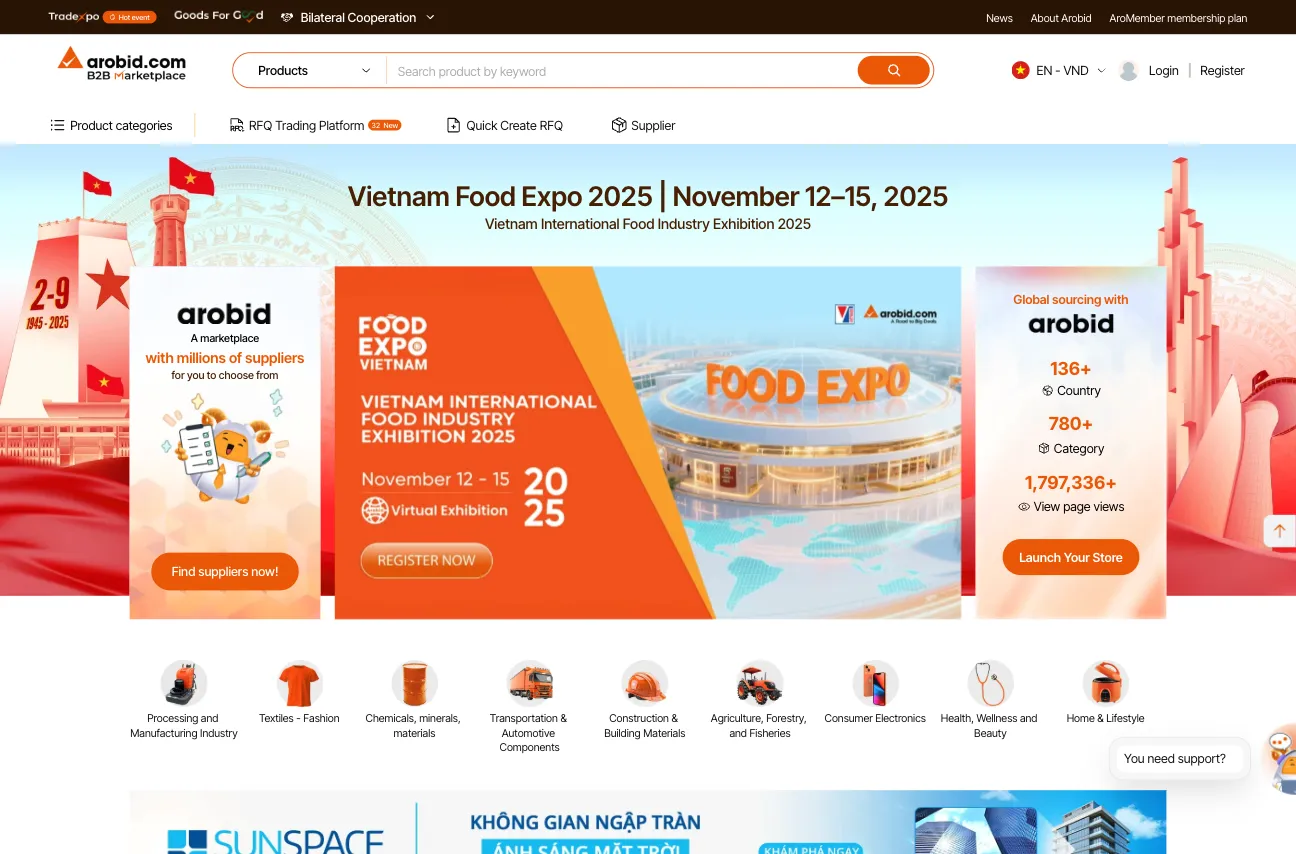 Tradexpo Hot event
Goods For Good
Bilateral Cooperation
News
About Arobid
AroMember membership plan
arobid.com
B2B Marketplace
Products
Search product by keyword
EN - VND
Login
Register
Product categories
RFQ Trading Platform 32 New
Quick Create RFQ
Supplier
Vietnam Food Expo 2025 | November 12–15, 2025
Vietnam International Food Industry Exhibition 2025
2-9
1945 - 2025
arobid
A marketplace
with millions of suppliers
for you to choose from
Find suppliers now!
FOOD
EXPO
VIETNAM
VIETNAM INTERNATIONAL
FOOD INDUSTRY
EXHIBITION 2025
November 12 - 15
Virtual Exhibition
20
25
REGISTER NOW
arobid.com
A Road to Big Deals
FOOD EXPO
Global sourcing with
arobid
136+
Country
780+
Category
1,797,336+
View page views
Launch Your Store
Processing and
Manufacturing Industry
Textiles - Fashion
Chemicals, minerals,
materials
Transportation &
Automotive
Components
Construction &
Building Materials
Agriculture, Forestry,
and Fisheries
Consumer Electronics
Health, Wellness and
Beauty
Home & Lifestyle
You need support?
SUNSPACE
KHÔNG GIAN NGẬP TRÀN
ÁNH SÁNG MẶT TRỜI
KHÁM PHÁ NGAY